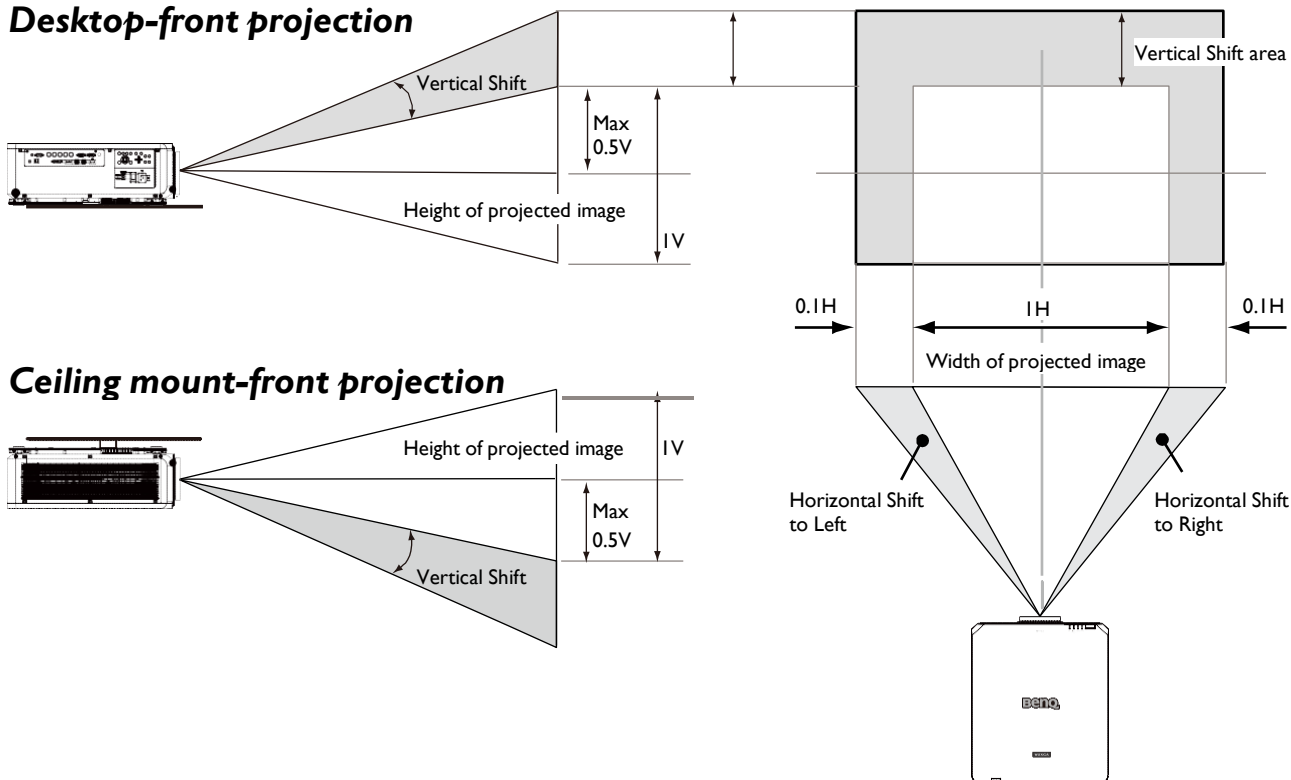 Desktop-front projection
Vertical Shift
Max
0.5V
Height of projected image
1V
Vertical Shift area
0.1H
1H
0.1H
Width of projected image
Horizontal Shift
to Left
Horizontal Shift
to Right
BenQ
Ceiling mount-front projection
Height of projected image
1V
Max
0.5V
Vertical Shift